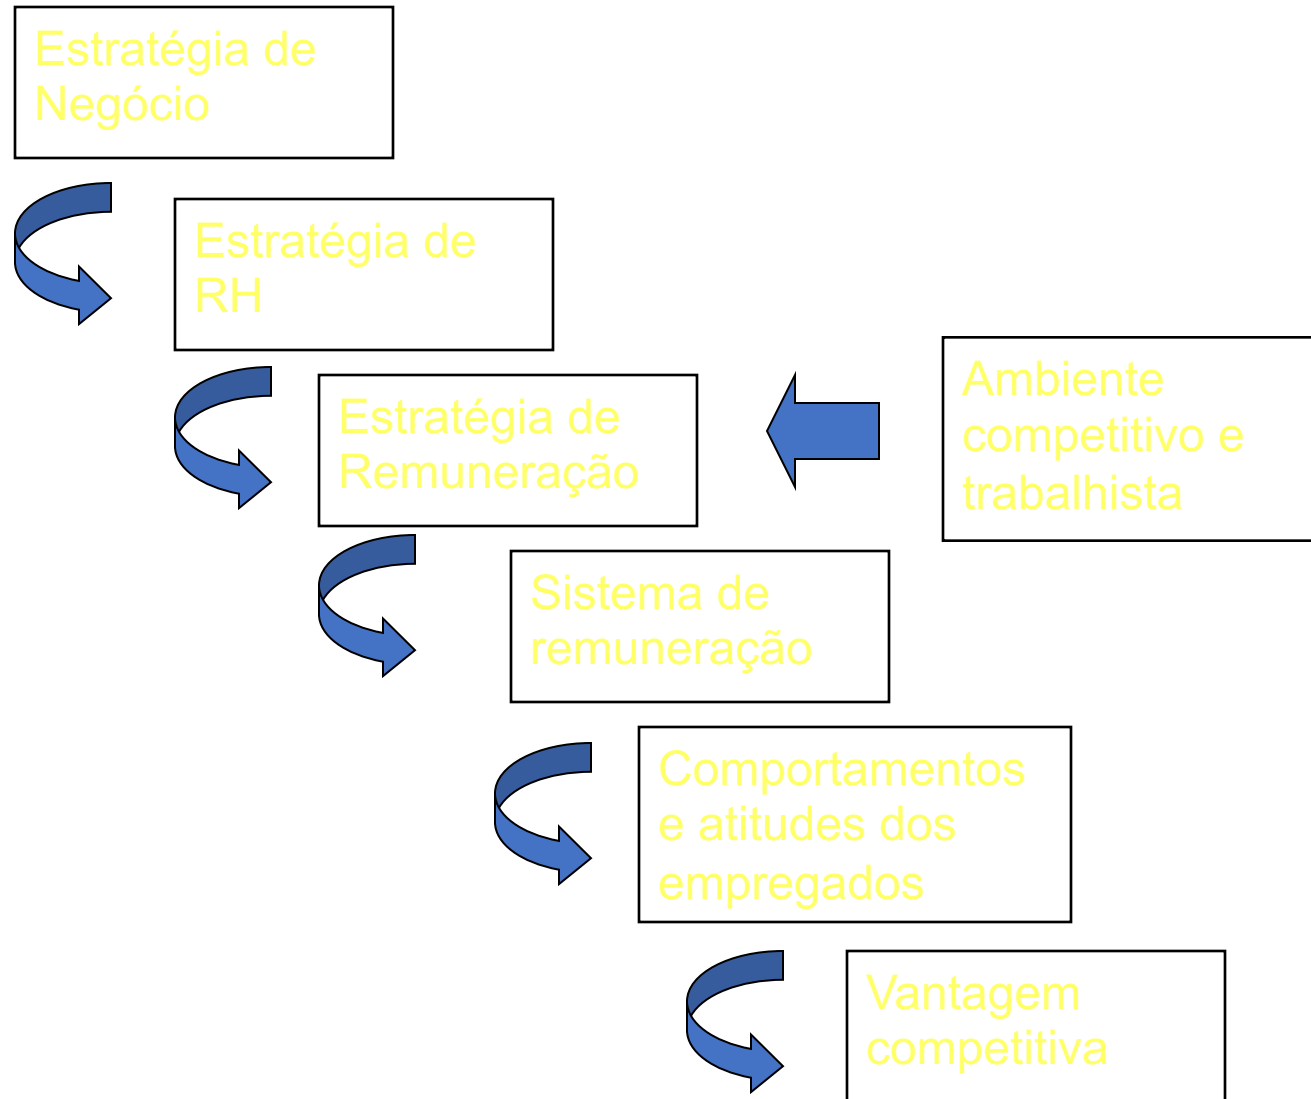 Estratégia de
Negócio
Estratégia de
RH
Estratégia de
Remuneração
Ambiente
competitivo e
trabalhista
Sistema de
remuneração
Comportamentos
e atitudes dos
empregados
Vantagem
competitiva